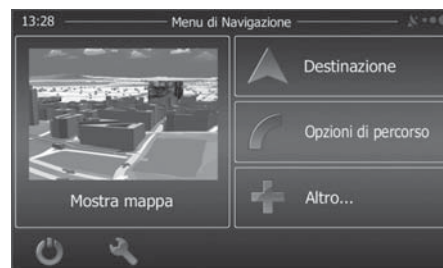 13:28 Menu di Navigazione
Mostra mappa
Destinazione
Opzioni di percorso
Altro...